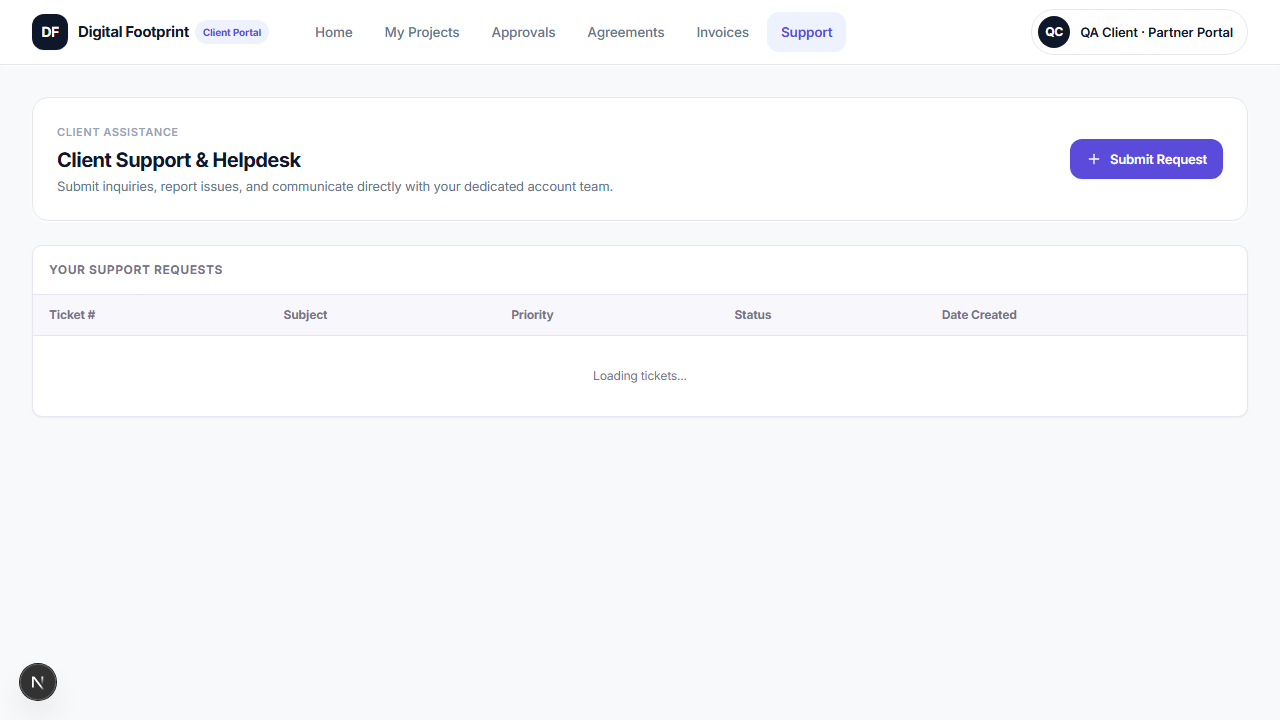 DF Digital Footprint Client Portal Home My Projects Approvals Agreements Invoices Support QC QA Client · Partner Portal
CLIENT ASSISTANCE
Client Support & Helpdesk
Submit inquiries, report issues, and communicate directly with your dedicated account team.
+ Submit Request
YOUR SUPPORT REQUESTS
Ticket # Subject Priority Status Date Created
Loading tickets...
N